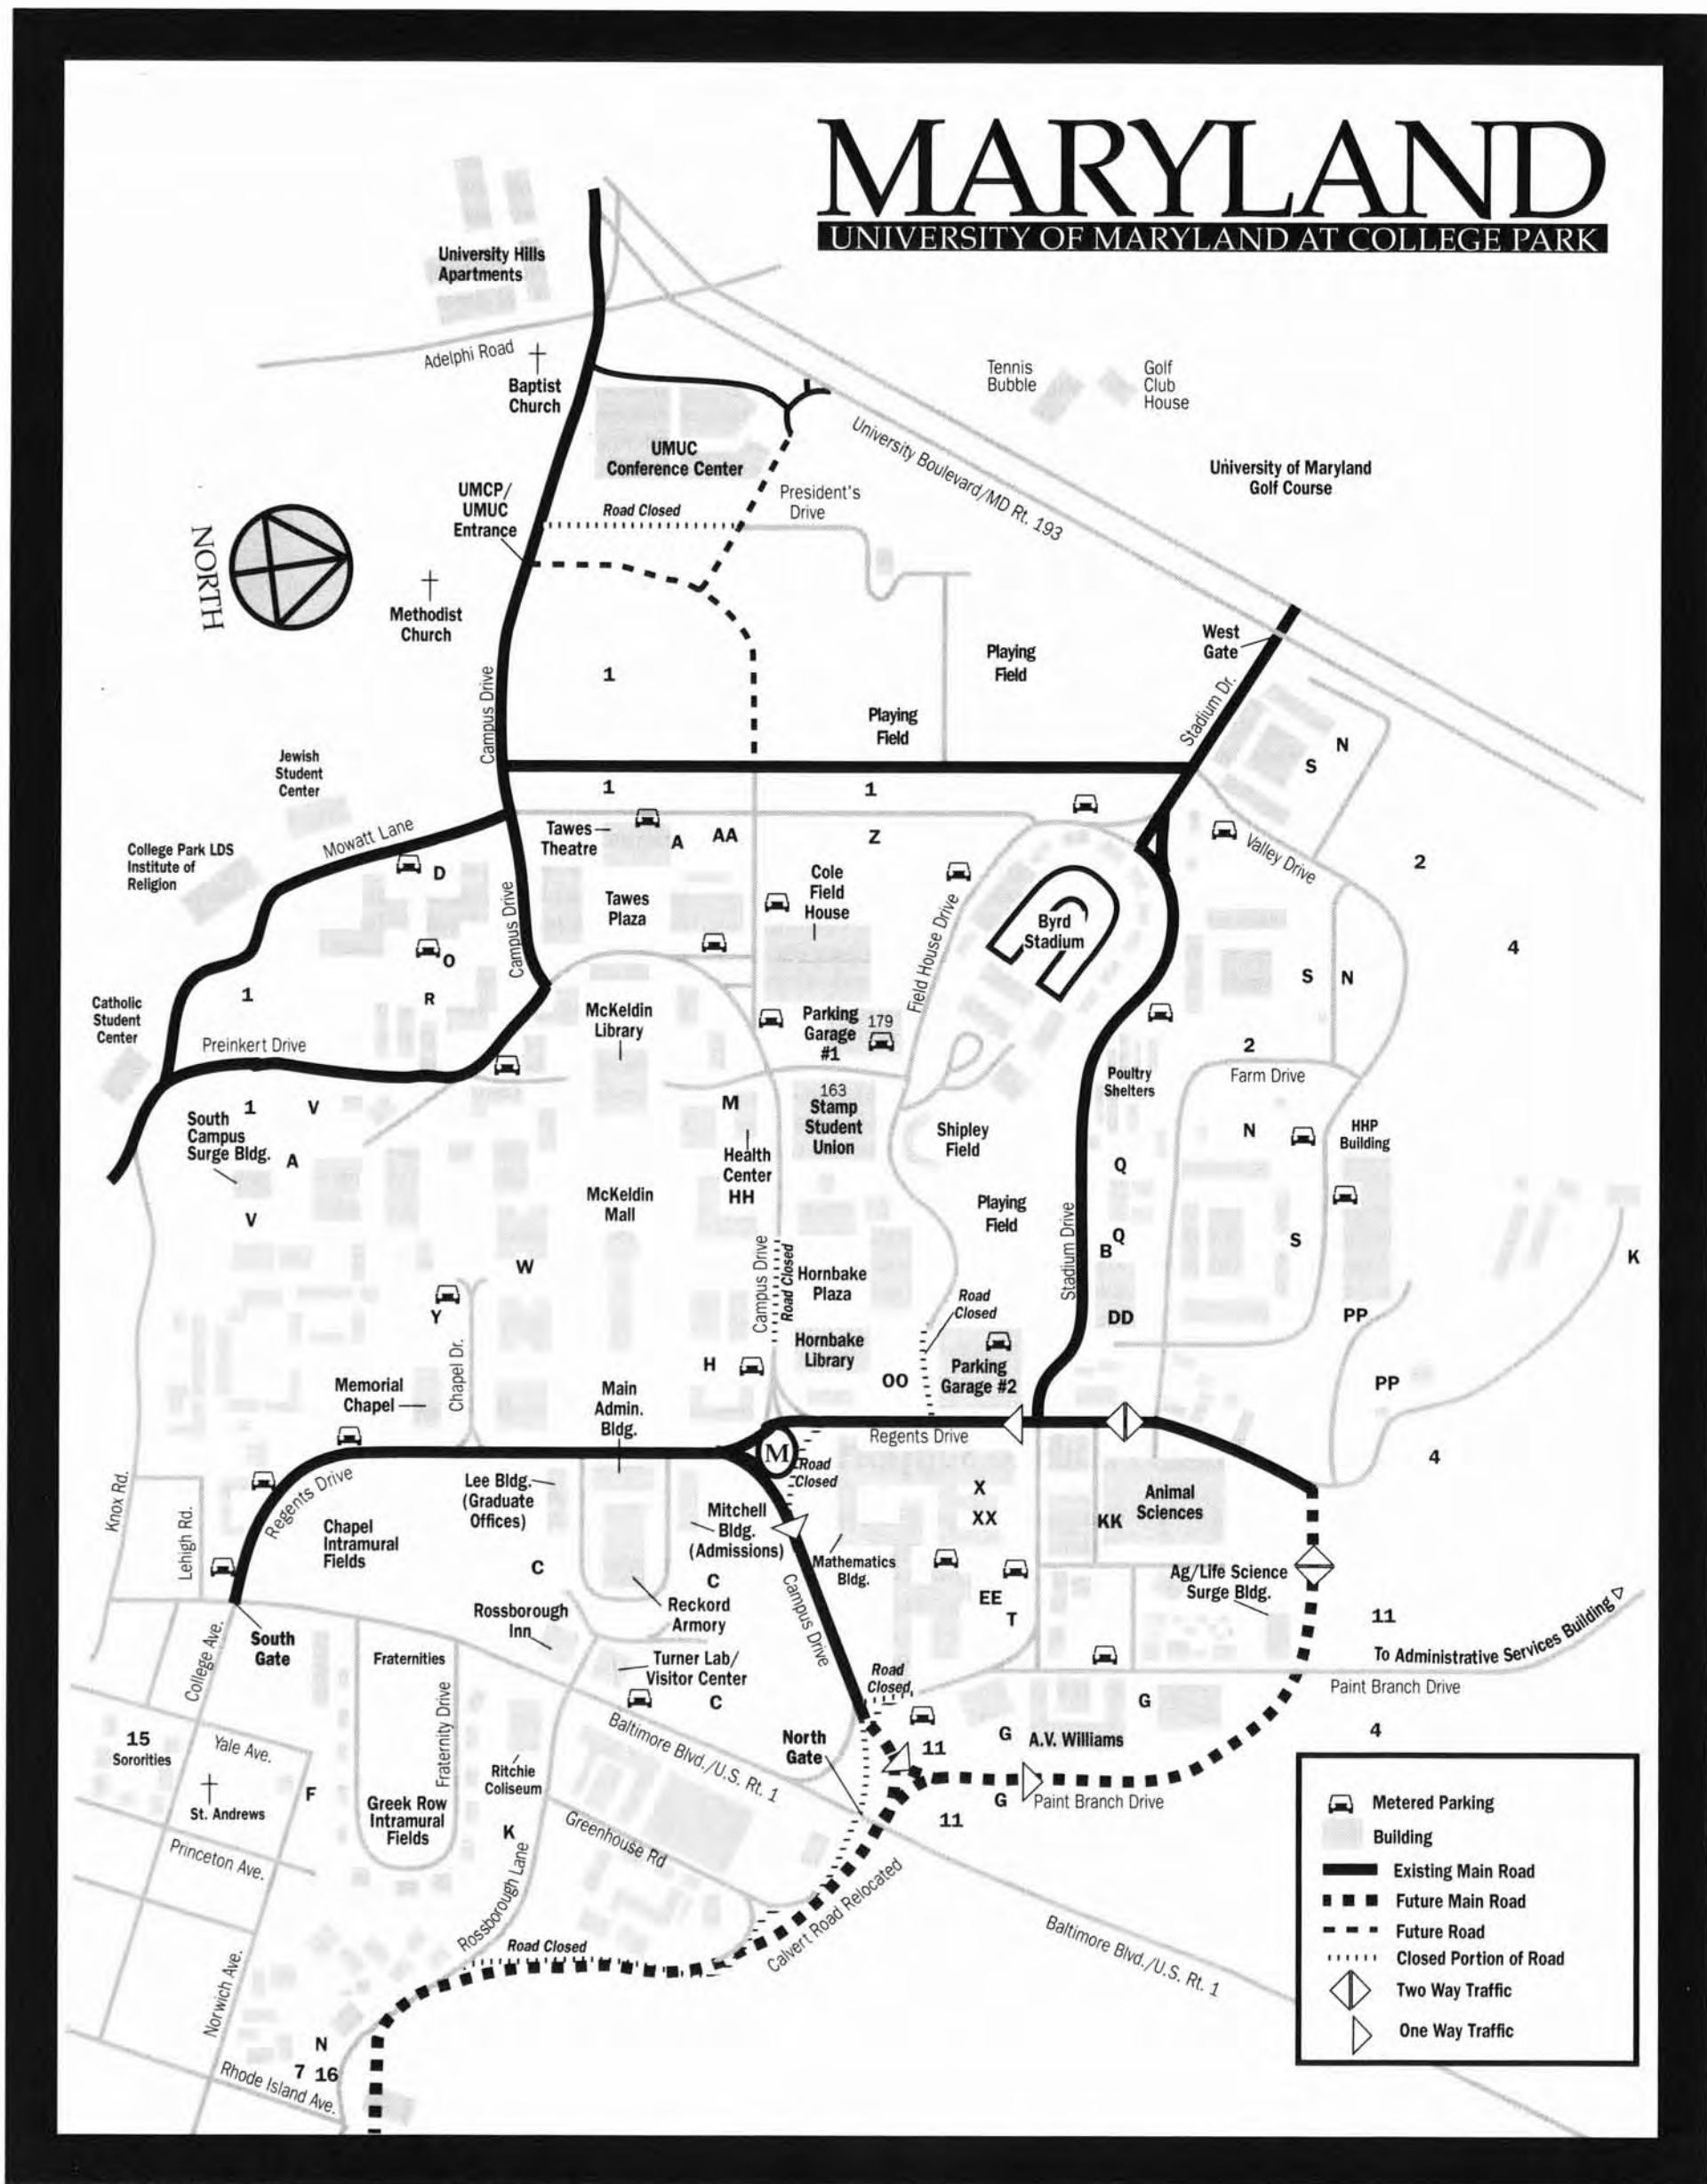 MARYLAND
UNIVERSITY OF MARYLAND AT COLLEGE PARK
University Hills
Apartments
Adelphi Road
Baptist
Church
Tennis
Bubble
Golf
Club
House
University Boulevard/MD Rt. 193
UMUC
Conference Center
University of Maryland
Golf Course
UMCP/
UMUC
Entrance
Road Closed
President's
Drive
NORTH
Methodist
Church
West
Gate
Playing
Field
1
Campus Drive
Playing
Field
Stadium Dr.
N
S
Jewish
Student
Center
1
1
Mowatt Lane
Tawes
Theatre
A
AA
Z
Valley Drive
2
College Park LDS
Institute of
Religion
D
Campus Drive
Tawes
Plaza
Cole
Field
House
Field House Drive
Byrd
Stadium
4
O
R
S
N
1
Catholic
Student
Center
McKeldin
Library
Parking
Garage
#1
179
Preinkert Drive
2
Farm Drive
Poultry
Shelters
163
Stamp
Student
Union
M
1
V
South
Campus
Surge Bldg.
A
Health
Center
HH
Shipley
Field
N
HHP
Building
Q
McKeldin
Mall
Playing
Field
V
Stadium Drive
Q
B
S
K
W
Campus Drive
Road Closed
Hornbake
Plaza
Road
Closed
Y
DD
PP
Hornbake
Library
H
Chapel Dr.
OO
Parking
Garage #2
PP
Memorial
Chapel
Main
Admin.
Bldg.
Regents Drive
M
Road
Closed
4
Knox Rd.
Lehigh Rd.
Regents Drive
Lee Bldg.
(Graduate
Offices)
X
XX
Animal
Sciences
KK
Chapel
Intramural
Fields
Mitchell
Bldg.
(Admissions)
Mathematics
Bldg.
C
C
Campus Drive
Ag/Life Science
Surge Bldg.
EE
T
Rossborough
Inn
Reckord
Armory
11
To Administrative Services Building
College Ave.
South
Gate
Fraternities
Turner Lab/
Visitor Center
C
Road
Closed
Paint Branch Drive
G
15
Sororities
Yale Ave.
Fraternity Drive
Baltimore Blvd./U.S. Rt. 1
North
Gate
11
G
A.V. Williams
4
Ritchie
Coliseum
St. Andrews
F
Greek Row
Intramural
Fields
G
Paint Branch Drive
11
K
Greenhouse Rd
Princeton Ave.
Rossborough Lane
Calvert Road Relocated
Road Closed
Baltimore Blvd./U.S. Rt. 1
Norwich Ave.
N
7 16
Rhode Island Ave.
Metered Parking
Building
Existing Main Road
Future Main Road
Future Road
Closed Portion of Road
Two Way Traffic
One Way Traffic